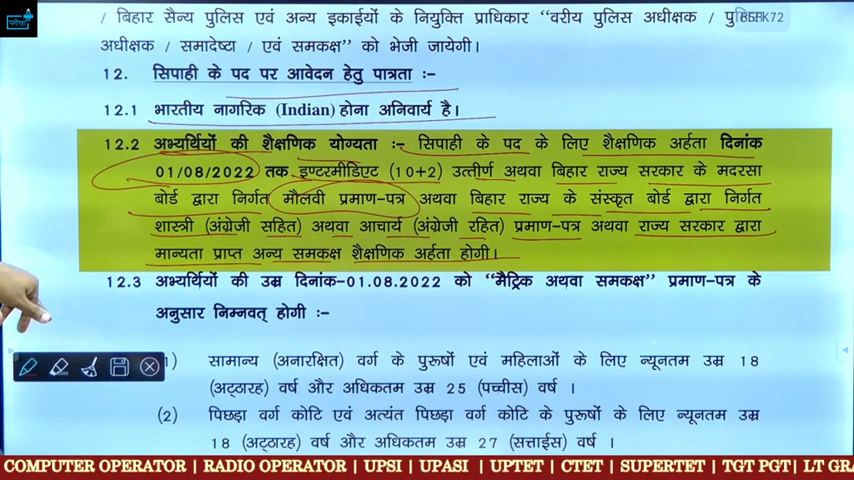 परीक्षा
/ बिहार सैन्य पुलिस एवं अन्य इकाईयों के नियुक्ति प्राधिकार "वरीय पुलिस अधीक्षक / पुलिस
अधीक्षक / समादेष्टा / एवं समकक्ष" को भेजी जायेगी।
12. सिपाही के पद पर आवेदन हेतु पात्रता :-
12.1 भारतीय नागरिक (Indian) होना अनिवार्य है।
12.2 अभ्यर्थियों की शैक्षणिक योग्यता :- सिपाही के पद के लिए शैक्षणिक अर्हता दिनांक
01/08/2022 तक इण्टरमीडिएट (10+2) उत्तीर्ण अथवा बिहार राज्य सरकार के मदरसा
बोर्ड द्वारा निर्गत मौलवी प्रमाण-पत्र अथवा बिहार राज्य के संस्कृत बोर्ड द्वारा निर्गत
शास्त्री (अंग्रेजी सहित) अथवा आचार्य (अंग्रेजी रहित) प्रमाण-पत्र अथवा राज्य सरकार द्वारा
मान्यता प्राप्त अन्य समकक्ष शैक्षणिक अर्हता होगी।
12.3 अभ्यर्थियों की उम्र दिनांक-01.08.2022 को "मैट्रिक अथवा समकक्ष" प्रमाण-पत्र के
अनुसार निम्नवत् होगी :-
1) सामान्य (अनारक्षित) वर्ग के पुरूषों एवं महिलाओं के लिए न्यूनतम उम्र 18
(अट्ठारह) वर्ष और अधिकतम उम्र 25 (पच्चीस) वर्ष ।
(2) पिछड़ा वर्ग कोटि एवं अत्यंत पिछड़ा वर्ग कोटि के पुरूषों के लिए न्यूनतम उम्र
18 (अट्ठारह) वर्ष और अधिकतम उम्र 27 (सत्ताईस) वर्ष ।
COMPUTER OPERATOR | RADIO OPERATOR | UPSI | UPASI | UPTET | CTET | SUPERTET | TGT PGT| LT GRA